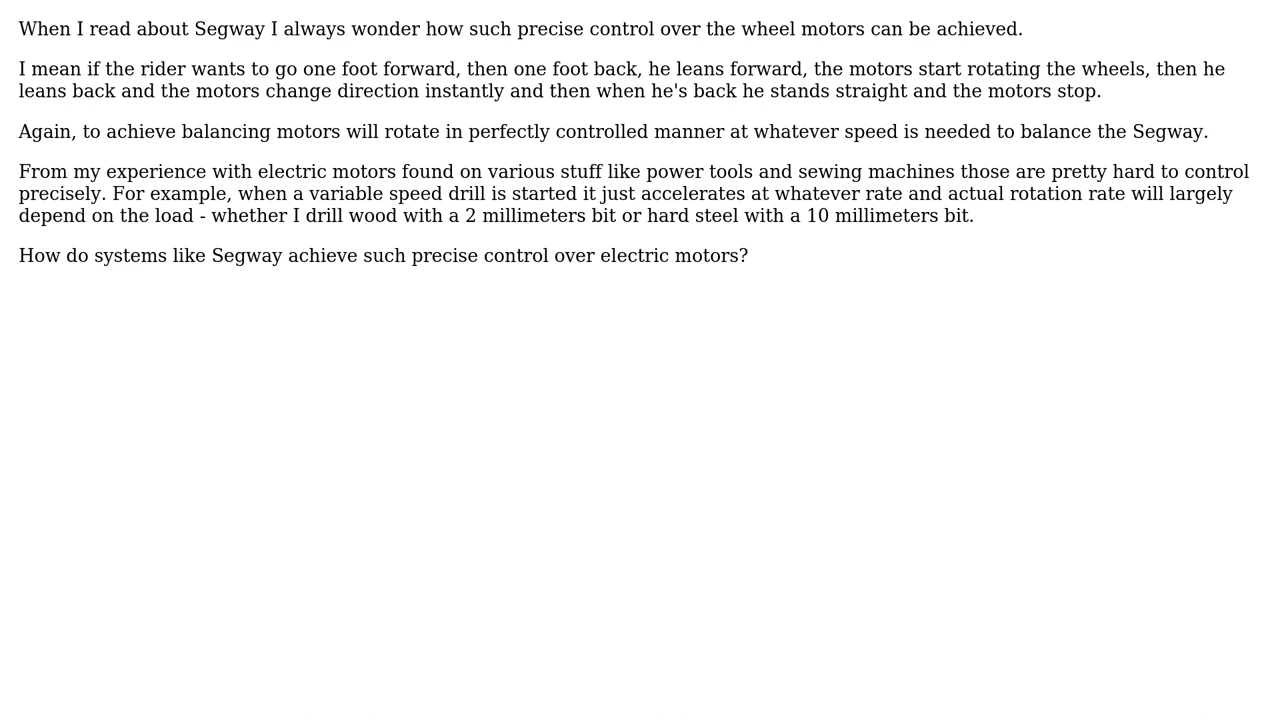 When I read about Segway I always wonder how such precise control over the wheel motors can be achieved.
I mean if the rider wants to go one foot forward, then one foot back, he leans forward, the motors start rotating the wheels, then he
leans back and the motors change direction instantly and then when he's back he stands straight and the motors stop.
Again, to achieve balancing motors will rotate in perfectly controlled manner at whatever speed is needed to balance the Segway.
From my experience with electric motors found on various stuff like power tools and sewing machines those are pretty hard to control
precisely. For example, when a variable speed drill is started it just accelerates at whatever rate and actual rotation rate will largely
depend on the load - whether I drill wood with a 2 millimeters bit or hard steel with a 10 millimeters bit.
How do systems like Segway achieve such precise control over electric motors?